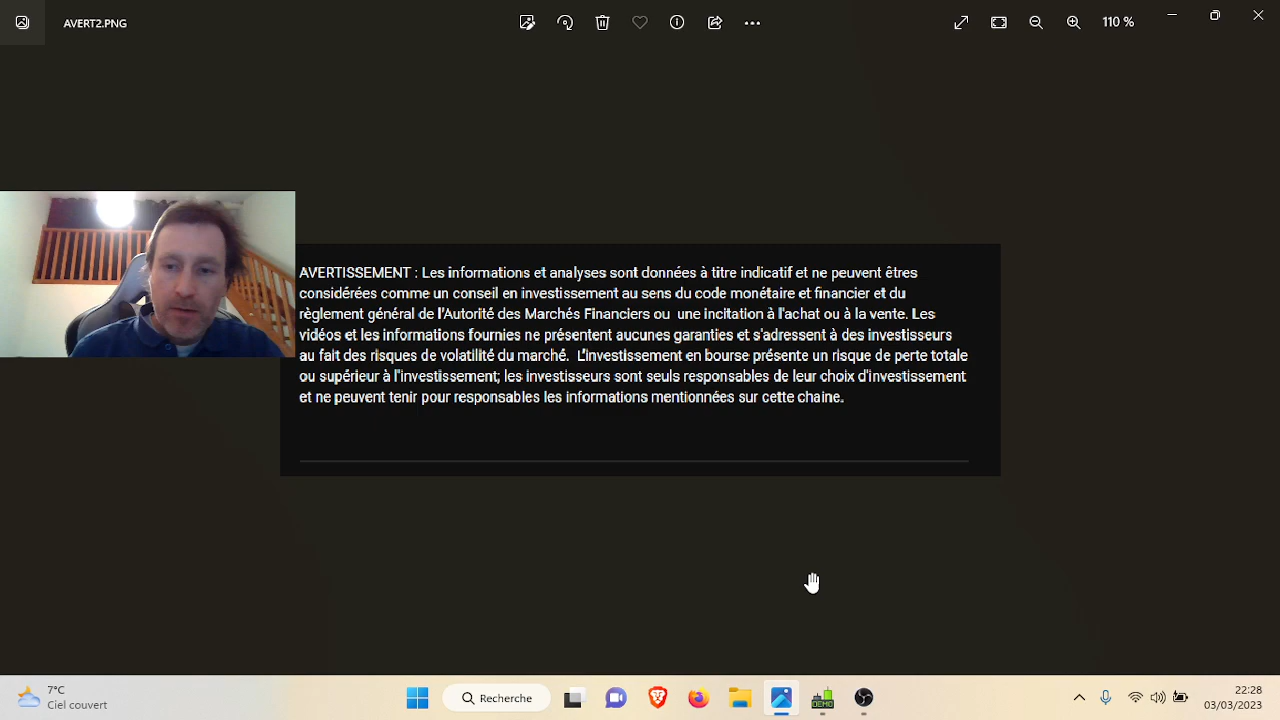 AVERT2.PNG
110 %
AVERTISSEMENT : Les informations et analyses sont données à titre indicatif et ne peuvent êtres
considérées comme un conseil en investissement au sens du code monétaire et financier et du
règlement général de l'Autorité des Marchés Financiers ou une incitation à l'achat ou à la vente. Les
vidéos et les informations fournies ne présentent aucunes garanties et s'adressent à des investisseurs
au fait des risques de volatilité du marché. L'investissement en bourse présente un risque de perte totale
ou supérieur à l'investissement; les investisseurs sont seuls responsables de leur choix d'investissement
et ne peuvent tenir pour responsables les informations mentionnées sur cette chaine.
7°C
Ciel couvert
Recherche
DEMO
22:28
03/03/2023